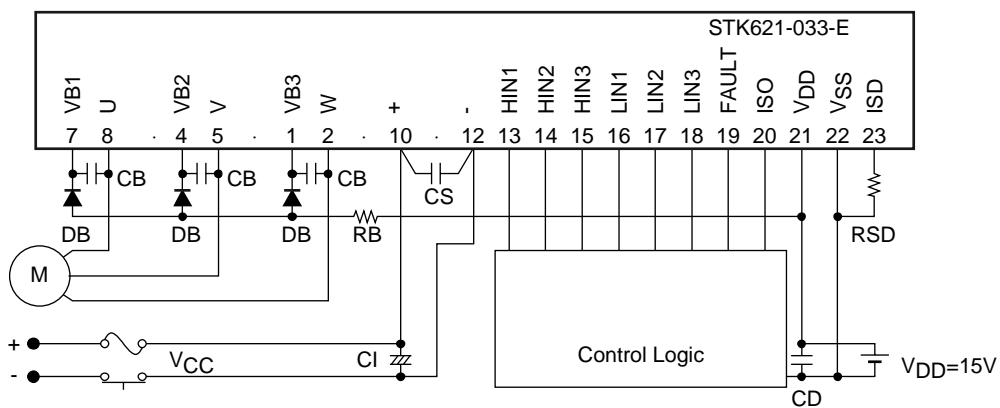 STK621-033-E
VB1 U VB2 V VB3 W + - HIN1 HIN2 HIN3 LIN1 LIN2 LIN3 FAULT ISO VDD VSS ISD
7 8 · 4 5 · 1 2 · 10 · 12 13 14 15 16 17 18 19 20 21 22 23
CB CB CB CS
DB DB DB RB RSD
M
+ VCC CI Control Logic VDD=15V
-
CD